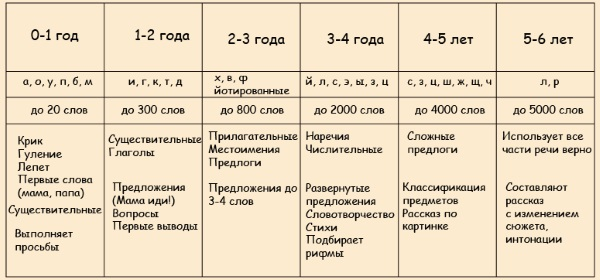 0-1 год
1-2 года
2-3 года
3-4 года
4-5 лет
5-6 лет
а, о, у, п, б, м
и, г, к, т, д
х, в, ф
йотированные
й, л, с, э, ы, з, ц
с, з, ц, ш, ж, щ, ч
л, р
до 20 слов
до 300 слов
до 800 слов
до 2000 слов
до 4000 слов
до 5000 слов
Крик
Гуление
Лепет
Первые слова
(мама, папа)
Существительные
Выполняет
просьбы
Существительные
Глаголы
Предложения
(Мама иди!)
Вопросы
Первые выводы
Прилагательные
Местоимения
Предлоги
Предложения до
3-4 слов
Наречия
Числительные
Развернутые
предложения
Словотворчество
Стихи
Подбирает
рифмы
Сложные
предлоги
Классификация
предметов
Рассказ по
картинке
Использует все
части речи верно
Составляют
рассказ
с изменением
сюжета,
интонации